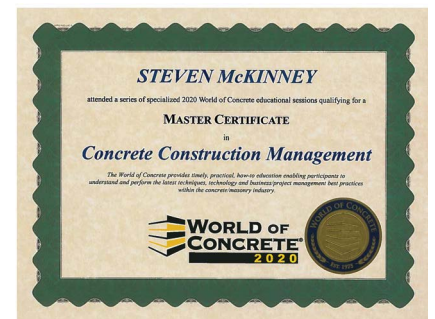 STEVEN McKINNEY
attended a series of specialized 2020 World of Concrete educational sessions qualifying for a
MASTER CERTIFICATE
in
Concrete Construction Management
The World of Concrete provides timely, practical, how-to education enabling participants to
understand and perform the latest techniques, technology and business/project management best practices
within the concrete/masonry industry.
WORLD OF
CONCRETE®
2020
WORLD OF CONCRETE
EST. 1975